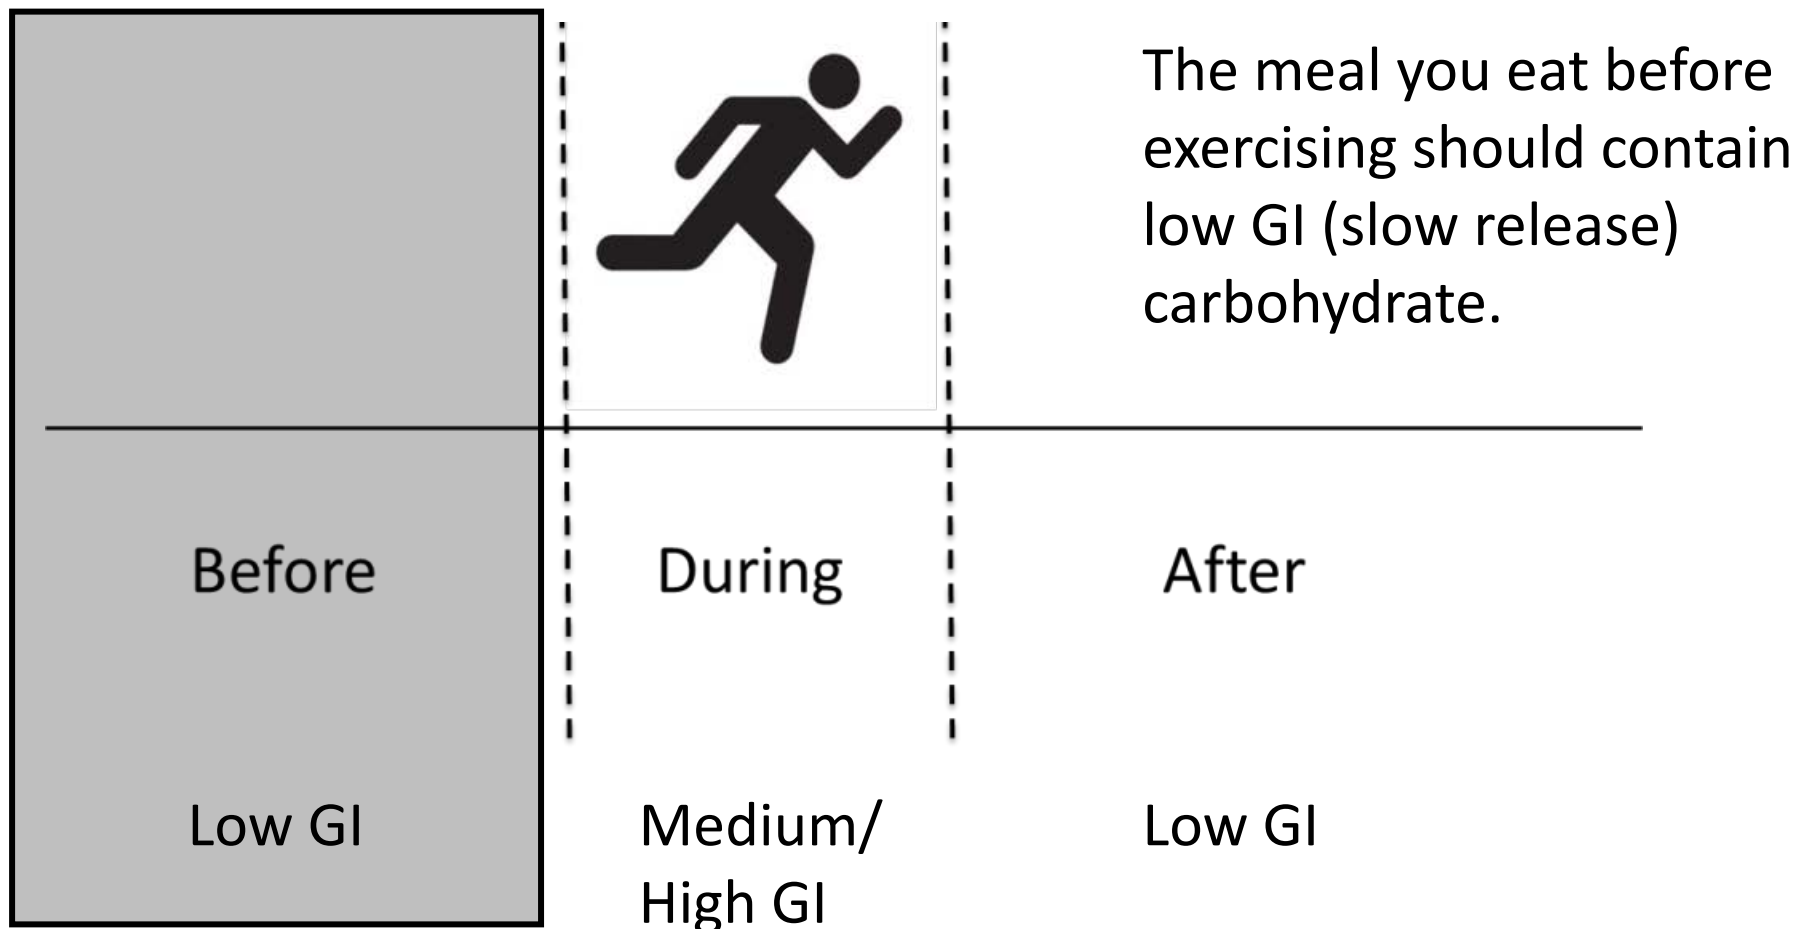 The meal you eat before
exercising should contain
low GI (slow release)
carbohydrate.
Before
During
After
Low GI
Medium/
High GI
Low GI